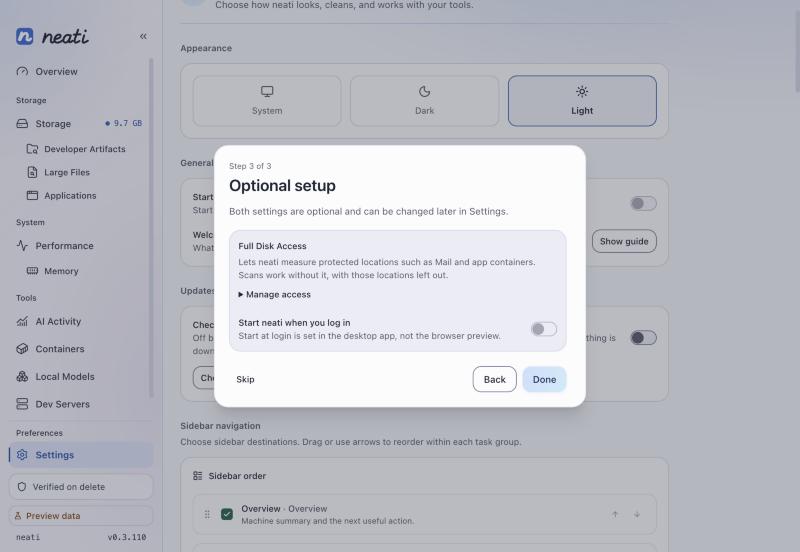 neati
«
Overview
Storage
Storage
9.7 GB
Developer Artifacts
Large Files
Applications
System
Performance
Memory
Tools
AI Activity
Containers
Local Models
Dev Servers
Preferences
Settings
Verified on delete
Preview data
neati
v0.3.110
Choose how neati looks, cleans, and works with your tools.
Appearance
System
Dark
Light
General
Start
Start
Welc
What
Show guide
Updates
Chec
Off b
thing is
down
Che
Step 3 of 3
Optional setup
Both settings are optional and can be changed later in Settings.
Full Disk Access
Lets neati measure protected locations such as Mail and app containers.
Scans work without it, with those locations left out.
Manage access
Start neati when you log in
Start at login is set in the desktop app, not the browser preview.
Skip
Back
Done
Sidebar navigation
Choose sidebar destinations. Drag or use arrows to reorder within each task group.
Sidebar order
Overview · Overview
Machine summary and the next useful action.